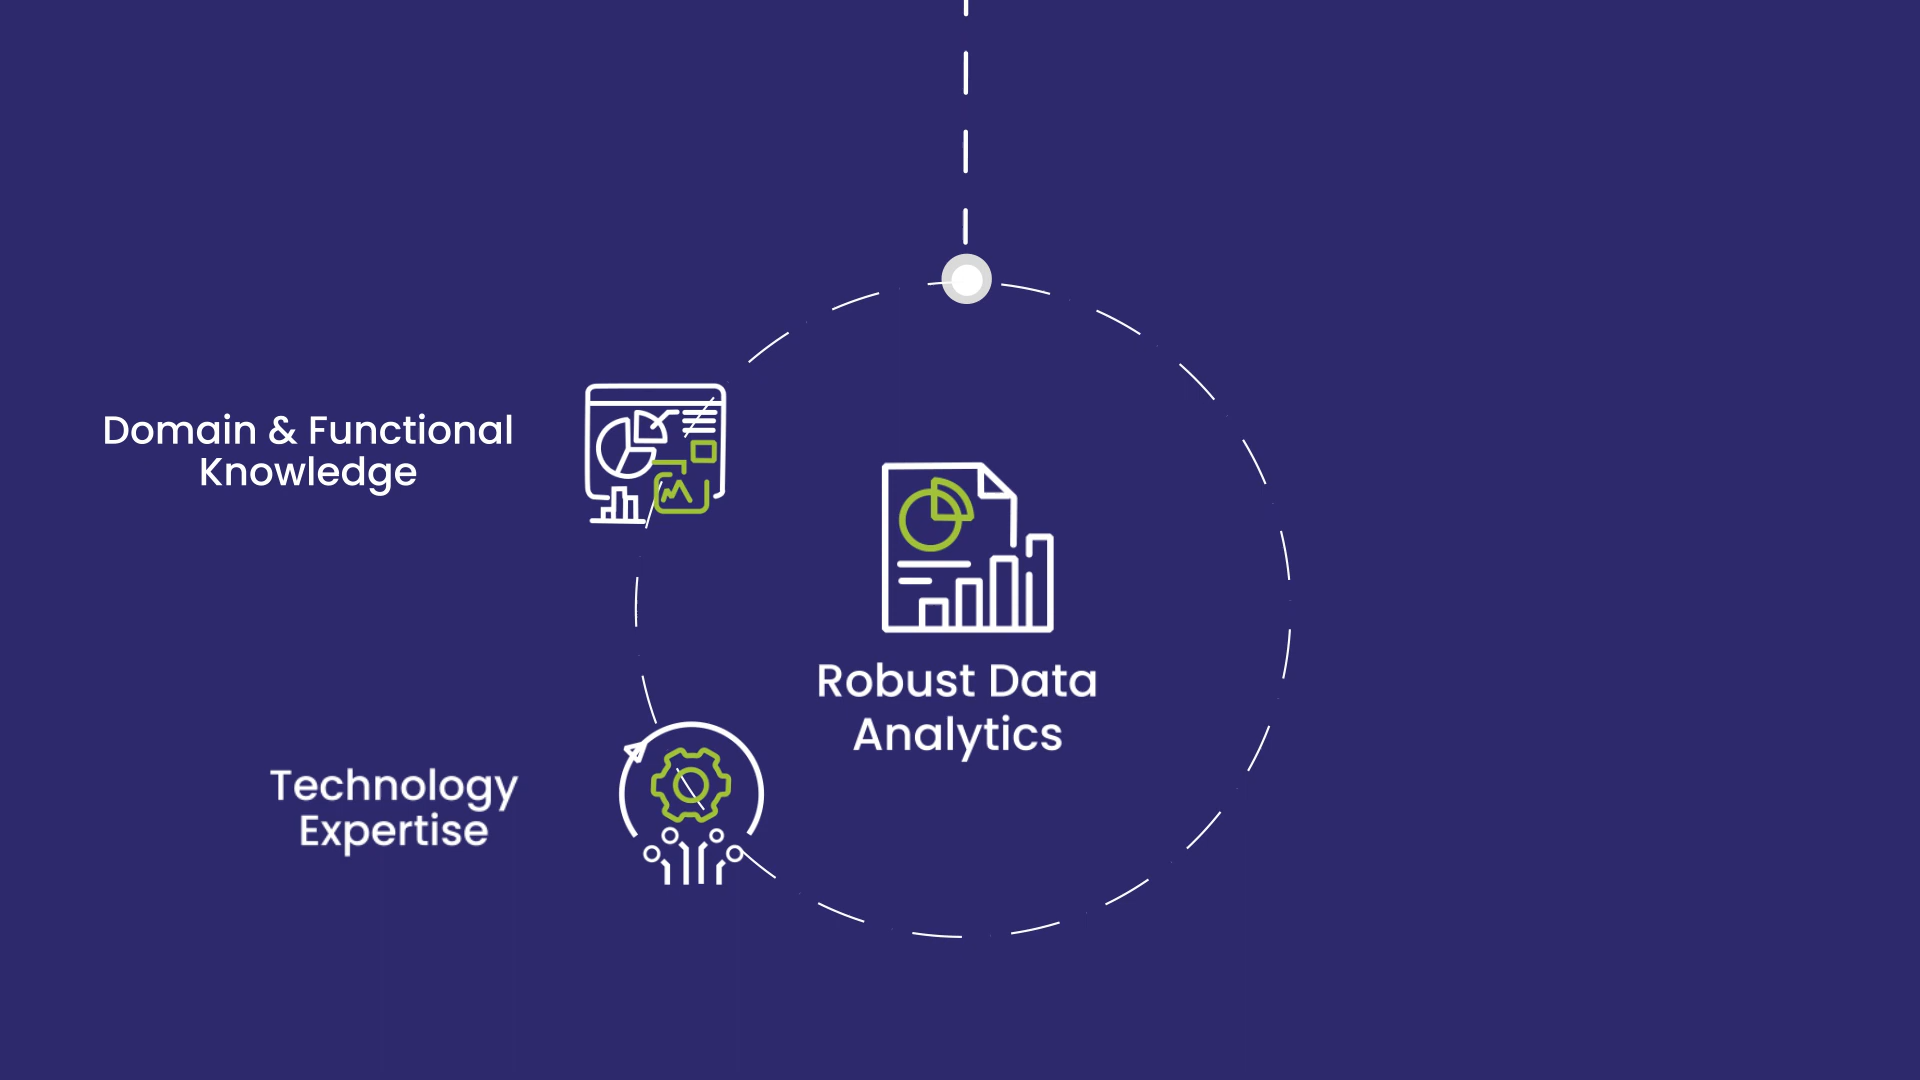 Domain & Functional
Knowledge
Robust Data
Analytics
Technology
Expertise